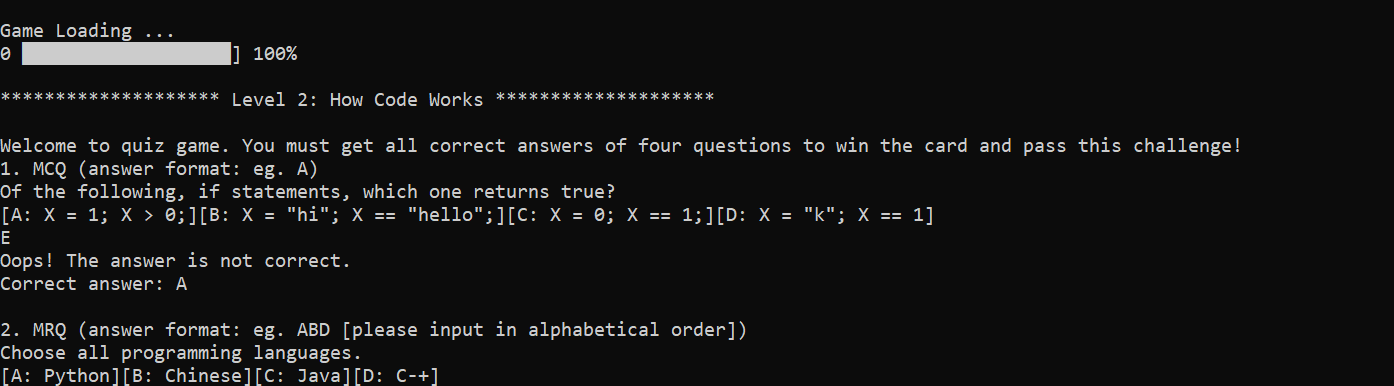 Game Loading ...
0 [████████████████████] 100%
******************** Level 2: How Code Works ********************
Welcome to quiz game. You must get all correct answers of four questions to win the card and pass this challenge!
1. MCQ (answer format: eg. A)
Of the following, if statements, which one returns true?
[A: X = 1; X > 0;][B: X = "hi"; X == "hello";][C: X = 0; X == 1;][D: X = "k"; X == 1]
E
Oops! The answer is not correct.
Correct answer: A
2. MRQ (answer format: eg. ABD [please input in alphabetical order])
Choose all programming languages.
[A: Python][B: Chinese][C: Java][D: C-+]